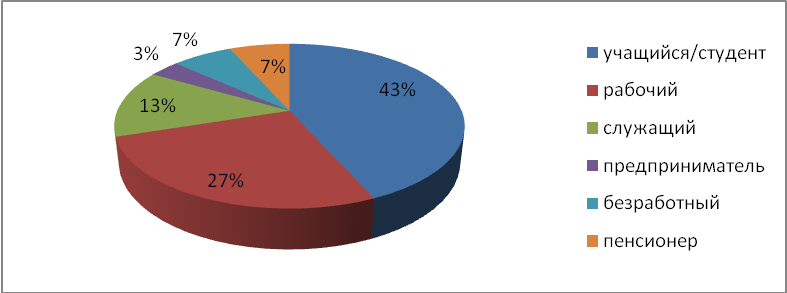 7%
3%
7%
43%
13%
27%
учащийся/студент
рабочий
служащий
предприниматель
безработный
пенсионер